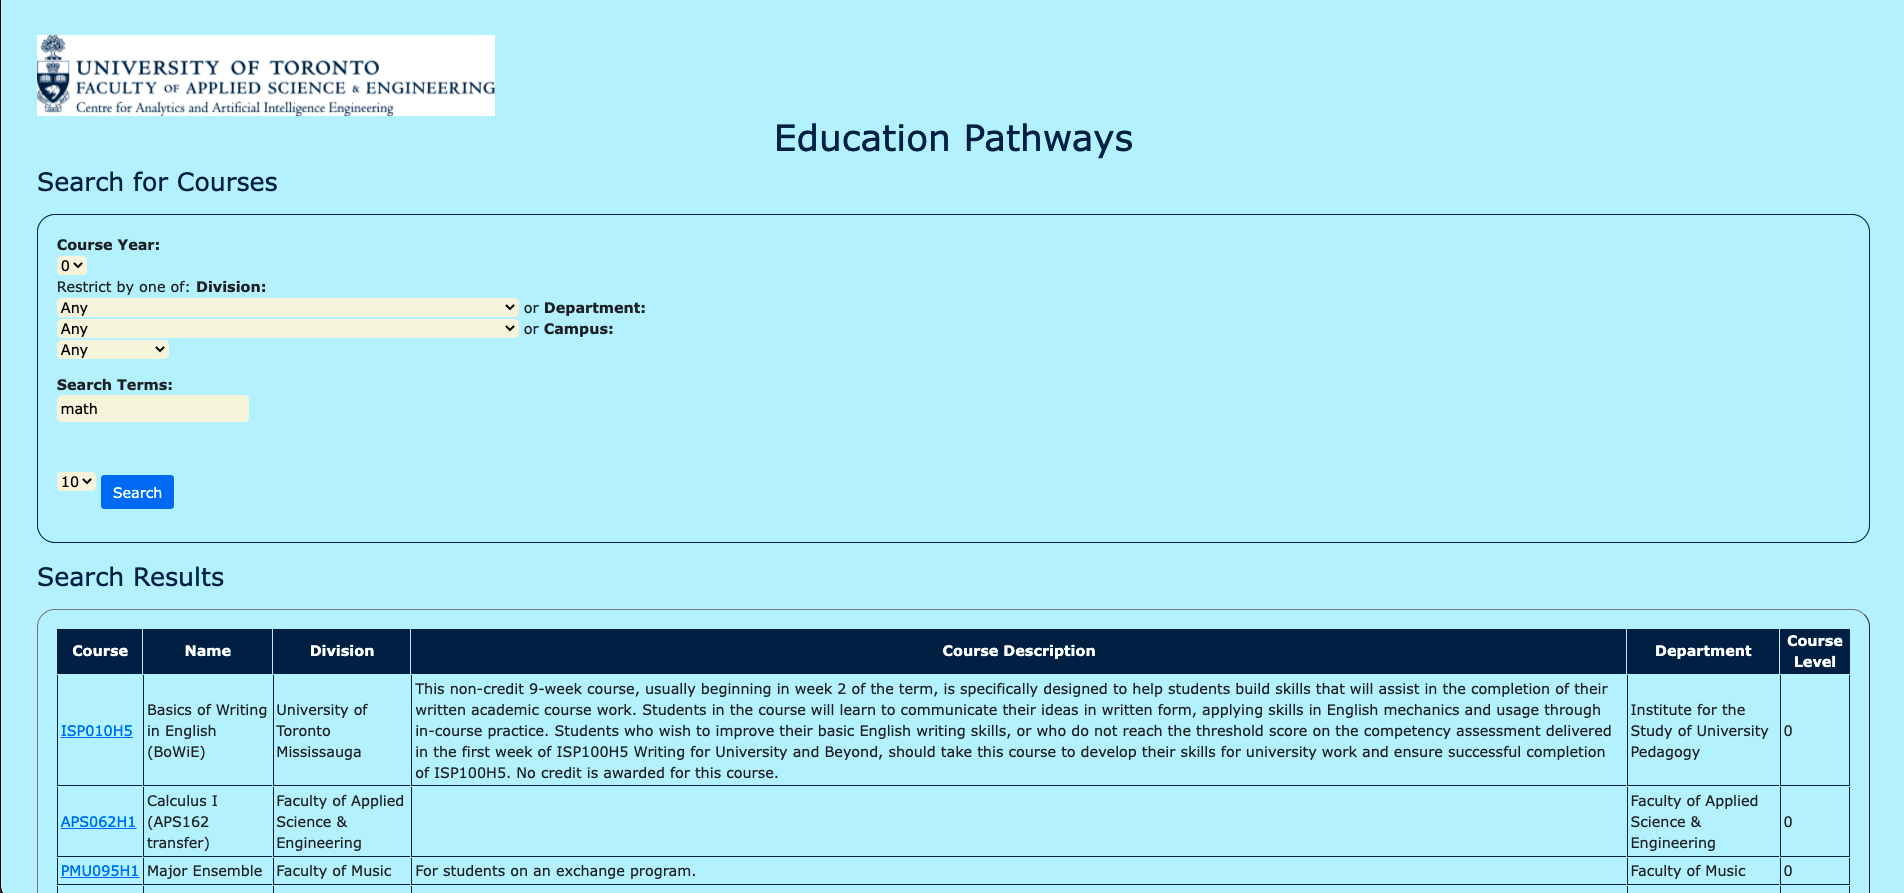 UNIVERSITY OF TORONTO
FACULTY OF APPLIED SCIENCE & ENGINEERING
Centre for Analytics and Artificial Intelligence Engineering
Education Pathways
Search for Courses
Course Year:
0
Restrict by one of: Division:
Any or Department:
Any or Campus:
Any
Search Terms:
math
10 Search
Search Results
Course Name Division Course Description Department Course Level
ISP010H5
Basics of Writing
in English
(BoWiE)
University of
Toronto
Mississauga
This non-credit 9-week course, usually beginning in week 2 of the term, is specifically designed to help students build skills that will assist in the completion of their
written academic course work. Students in the course will learn to communicate their ideas in written form, applying skills in English mechanics and usage through
in-course practice. Students who wish to improve their basic English writing skills, or who do not reach the threshold score on the competency assessment delivered
in the first week of ISP100H5 Writing for University and Beyond, should take this course to develop their skills for university work and ensure successful completion
of ISP100H5. No credit is awarded for this course.
Institute for the
Study of University
Pedagogy
0
APS062H1
Calculus I
(APS162
transfer)
Faculty of Applied
Science &
Engineering
Faculty of Applied
Science &
Engineering
0
PMU095H1 Major Ensemble Faculty of Music For students on an exchange program. Faculty of Music 0